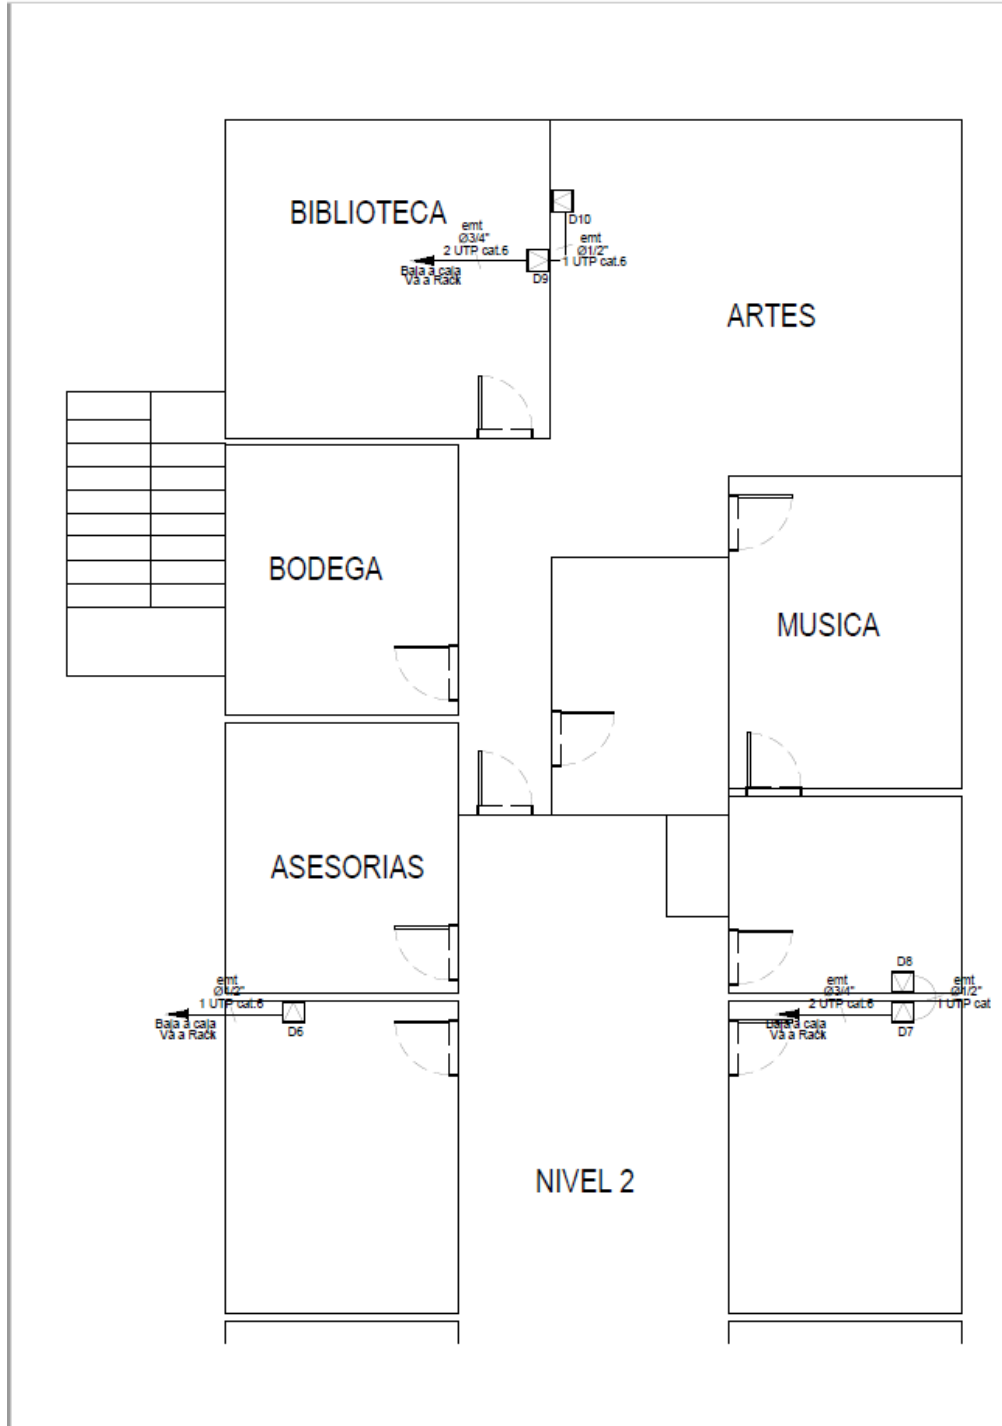 BIBLIOTECA
emt
Ø3/4"
2 UTP cat.6
Baja a caja
Va a Rack
D9
D10
emt
Ø1/2"
1 UTP cat.6
ARTES
BODEGA
MUSICA
ASESORIAS
emt
Ø1/2"
1 UTP cat.6
Baja a caja
Va a Rack
D6
D8
emt
Ø3/4"
2 UTP cat.6
Baja a caja
Va a Rack
D7
emt
Ø1/2"
1 UTP cat
NIVEL 2